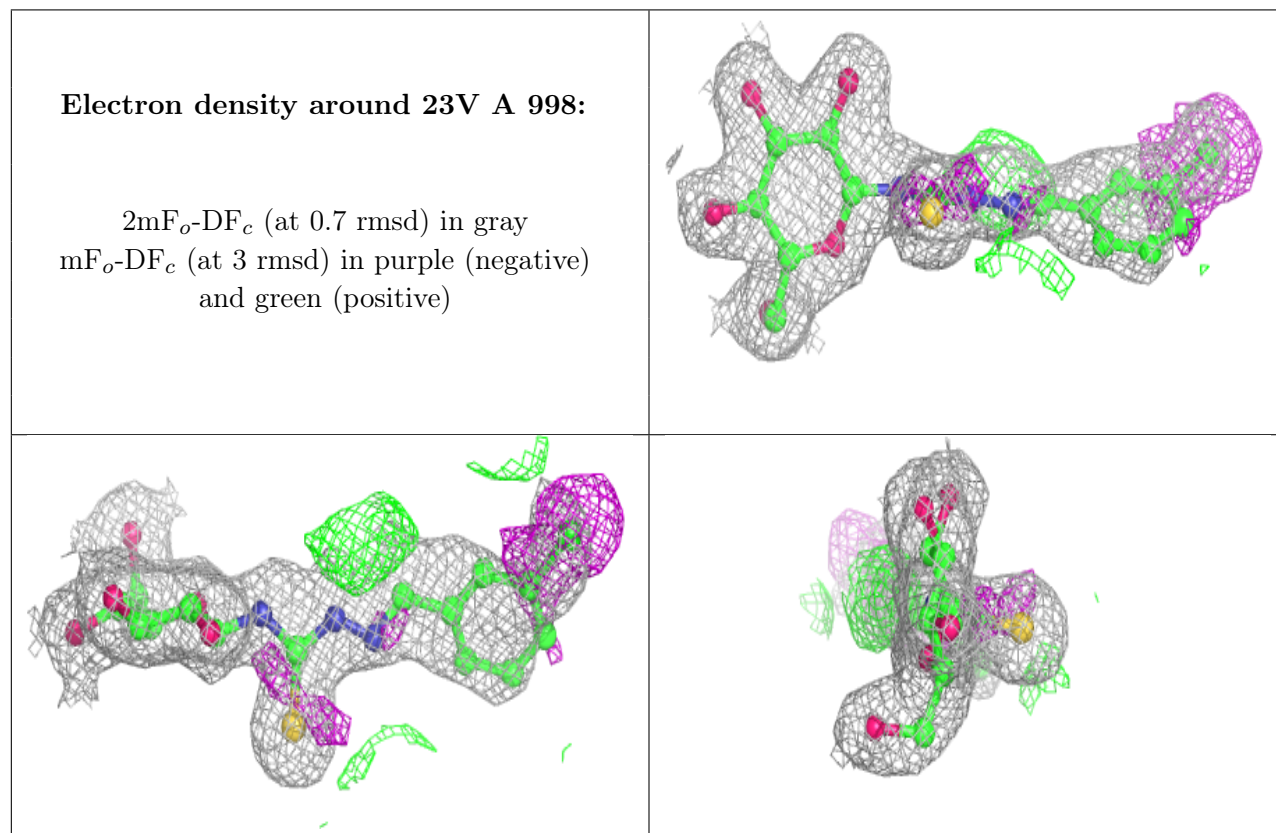 Electron density around 23V A 998:
2mFₒ-DF𝒸 (at 0.7 rmsd) in gray
mFₒ-DF𝒸 (at 3 rmsd) in purple (negative)
and green (positive)